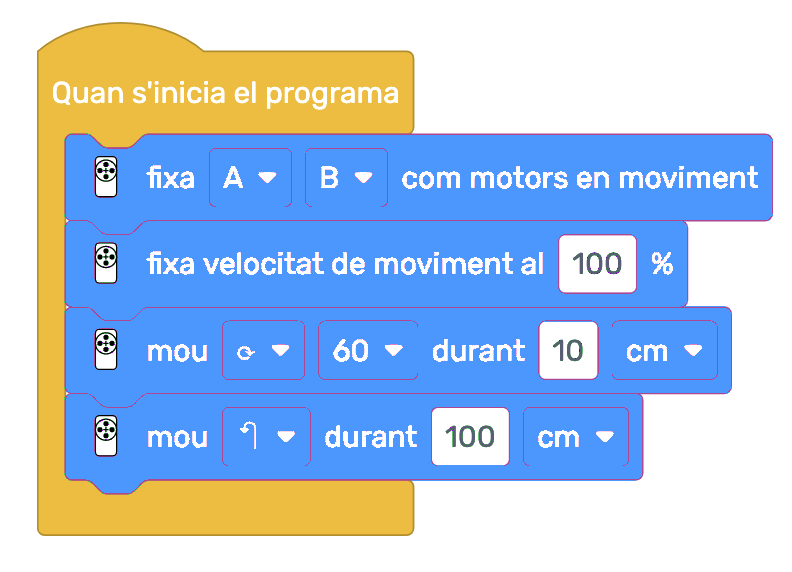 Quan s'inicia el programa
fixa A B com motors en moviment
fixa velocitat de moviment al 100 %
mou ⟳ 60 durant 10 cm
mou ↰ durant 100 cm